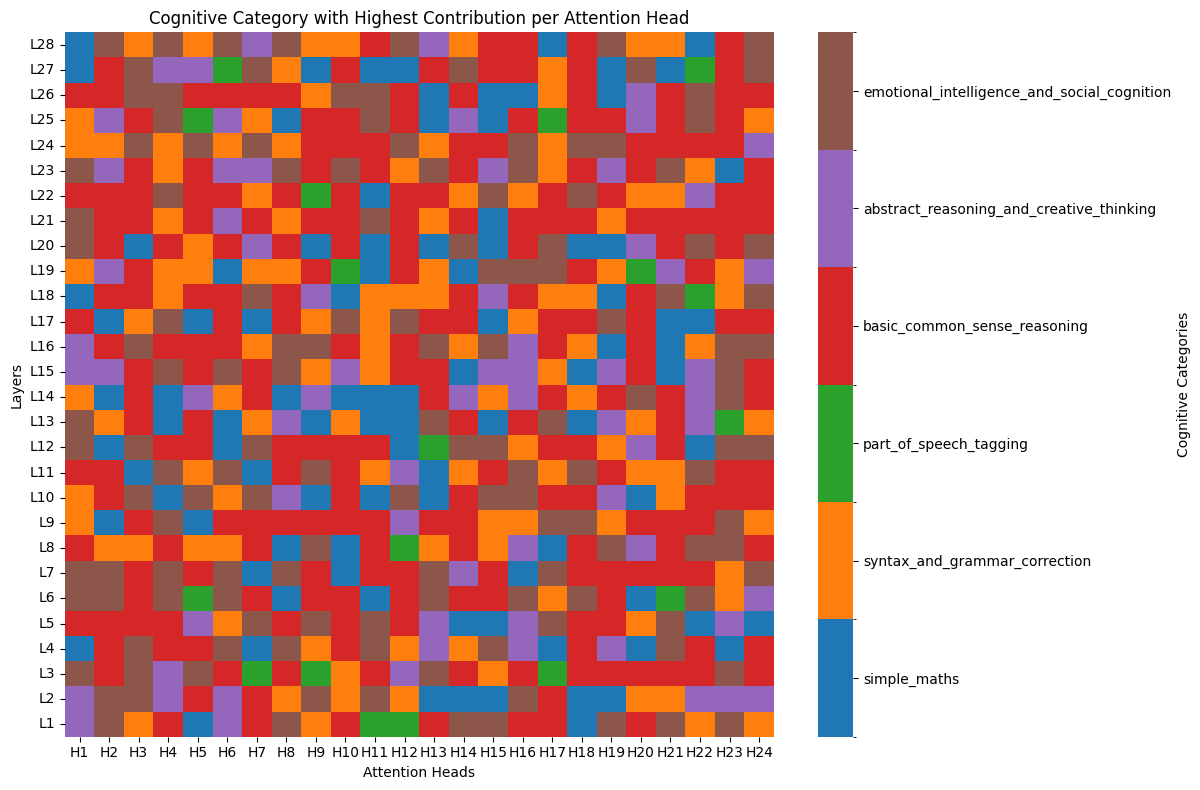 Cognitive Category with Highest Contribution per Attention Head
L28
L27
L26
L25
L24
L23
L22
L21
L20
L19
L18
L17
L16
L15
L14
L13
L12
L11
L10
L9
L8
L7
L6
L5
L4
L3
L2
L1
Layers
H1 H2 H3 H4 H5 H6 H7 H8 H9 H10 H11 H12 H13 H14 H15 H16 H17 H18 H19 H20 H21 H22 H23 H24
Attention Heads
emotional_intelligence_and_social_cognition
abstract_reasoning_and_creative_thinking
basic_common_sense_reasoning
part_of_speech_tagging
syntax_and_grammar_correction
simple_maths
Cognitive Categories